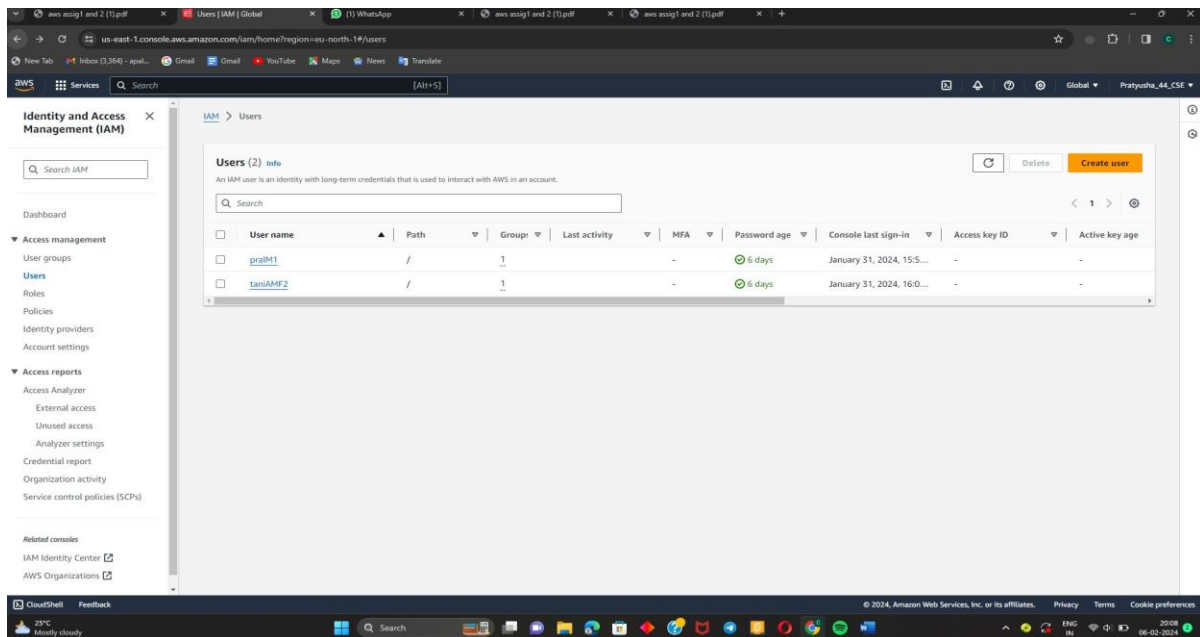 aws assig1 and 2 (1).pdf Users | IAM | Global (1) WhatsApp aws assig1 and 2 (1).pdf aws assig1 and 2 (1).pdf
us-east-1.console.aws.amazon.com/iam/home?region=eu-north-1#/users
New Tab Inbox (3,364) - apal... Gmail Gmail YouTube Maps News Translate
aws Services Search [Alt+S] Global Pratyusha_44_CSE
Identity and Access Management (IAM)
Search IAM
Dashboard
Access management
User groups
Users
Roles
Policies
Identity providers
Account settings
Access reports
Access Analyzer
External access
Unused access
Analyzer settings
Credential report
Organization activity
Service control policies (SCPs)
Related consoles
IAM Identity Center
AWS Organizations
IAM > Users
Users (2) Info
Delete Create user
An IAM user is an identity with long-term credentials that is used to interact with AWS in an account.
Search
1
User name Path Group: Last activity MFA Password age Console last sign-in Access key ID Active key age
praIM1 / 1 - 6 days January 31, 2024, 15:5... - -
taniAMF2 / 1 - 6 days January 31, 2024, 16:0... - -
CloudShell Feedback © 2024, Amazon Web Services, Inc. or its affiliates. Privacy Terms Cookie preferences
25°C
Mostly cloudy
Search
ENG
IN
20:08
06-02-2024